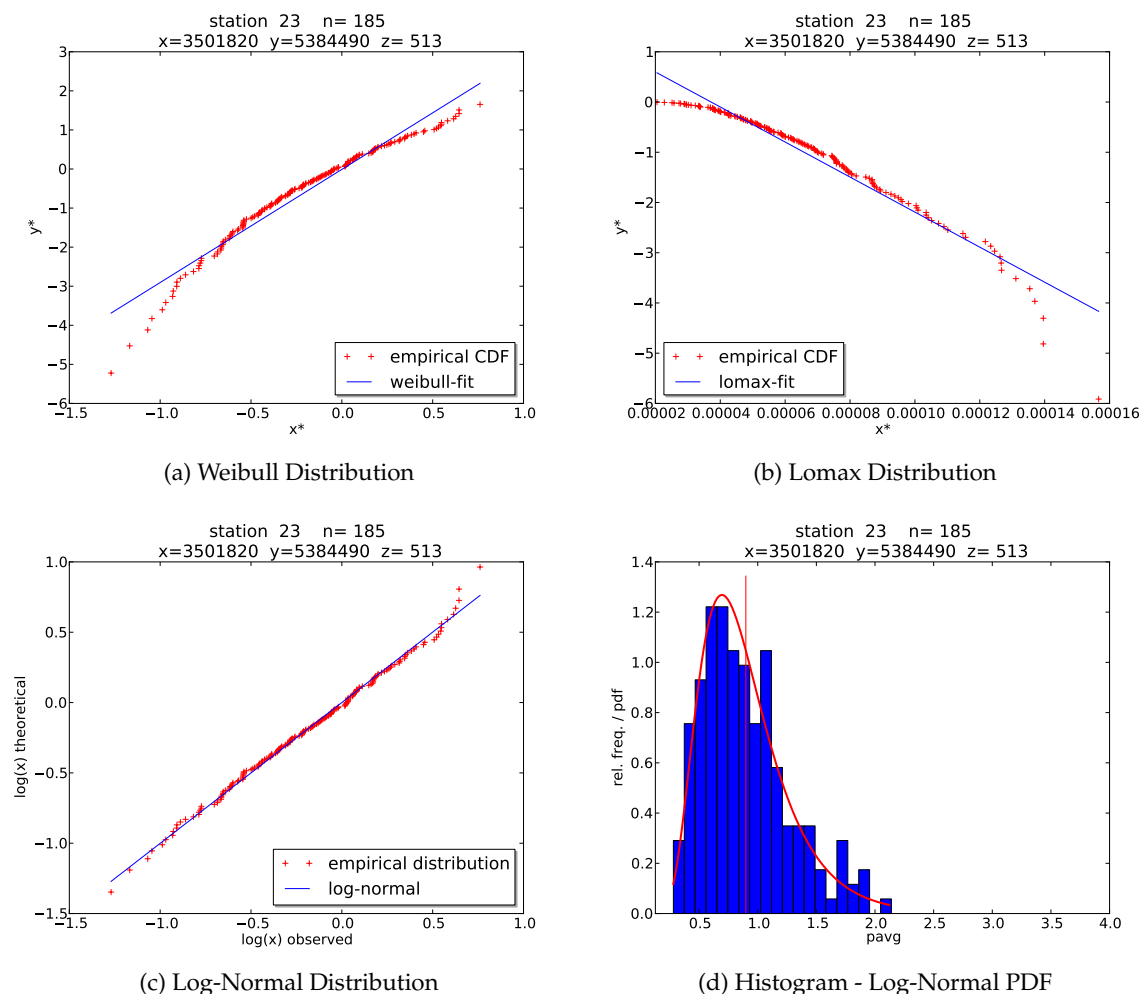 station 23 n= 185
x=3501820 y=5384490 z= 513
3
2
1
0
−1
−2
−3
−4
−5
−6
y*
−1.5 −1.0 −0.5 0.0 0.5 1.0
x*
empirical CDF
weibull-fit
(a) Weibull Distribution
station 23 n= 185
x=3501820 y=5384490 z= 513
1
0
−1
−2
−3
−4
−5
−6
y*
0.00002 0.00004 0.00006 0.00008 0.00010 0.00012 0.00014 0.00016
x*
empirical CDF
lomax-fit
(b) Lomax Distribution
station 23 n= 185
x=3501820 y=5384490 z= 513
1.0
0.5
0.0
−0.5
−1.0
−1.5
log(x) theoretical
−1.5 −1.0 −0.5 0.0 0.5 1.0
log(x) observed
empirical distribution
log-normal
(c) Log-Normal Distribution
station 23 n= 185
x=3501820 y=5384490 z= 513
1.4
1.2
1.0
0.8
0.6
0.4
0.2
0.0
rel. freq. / pdf
0.5 1.0 1.5 2.0 2.5 3.0 3.5 4.0
pavg
(d) Histogram - Log-Normal PDF